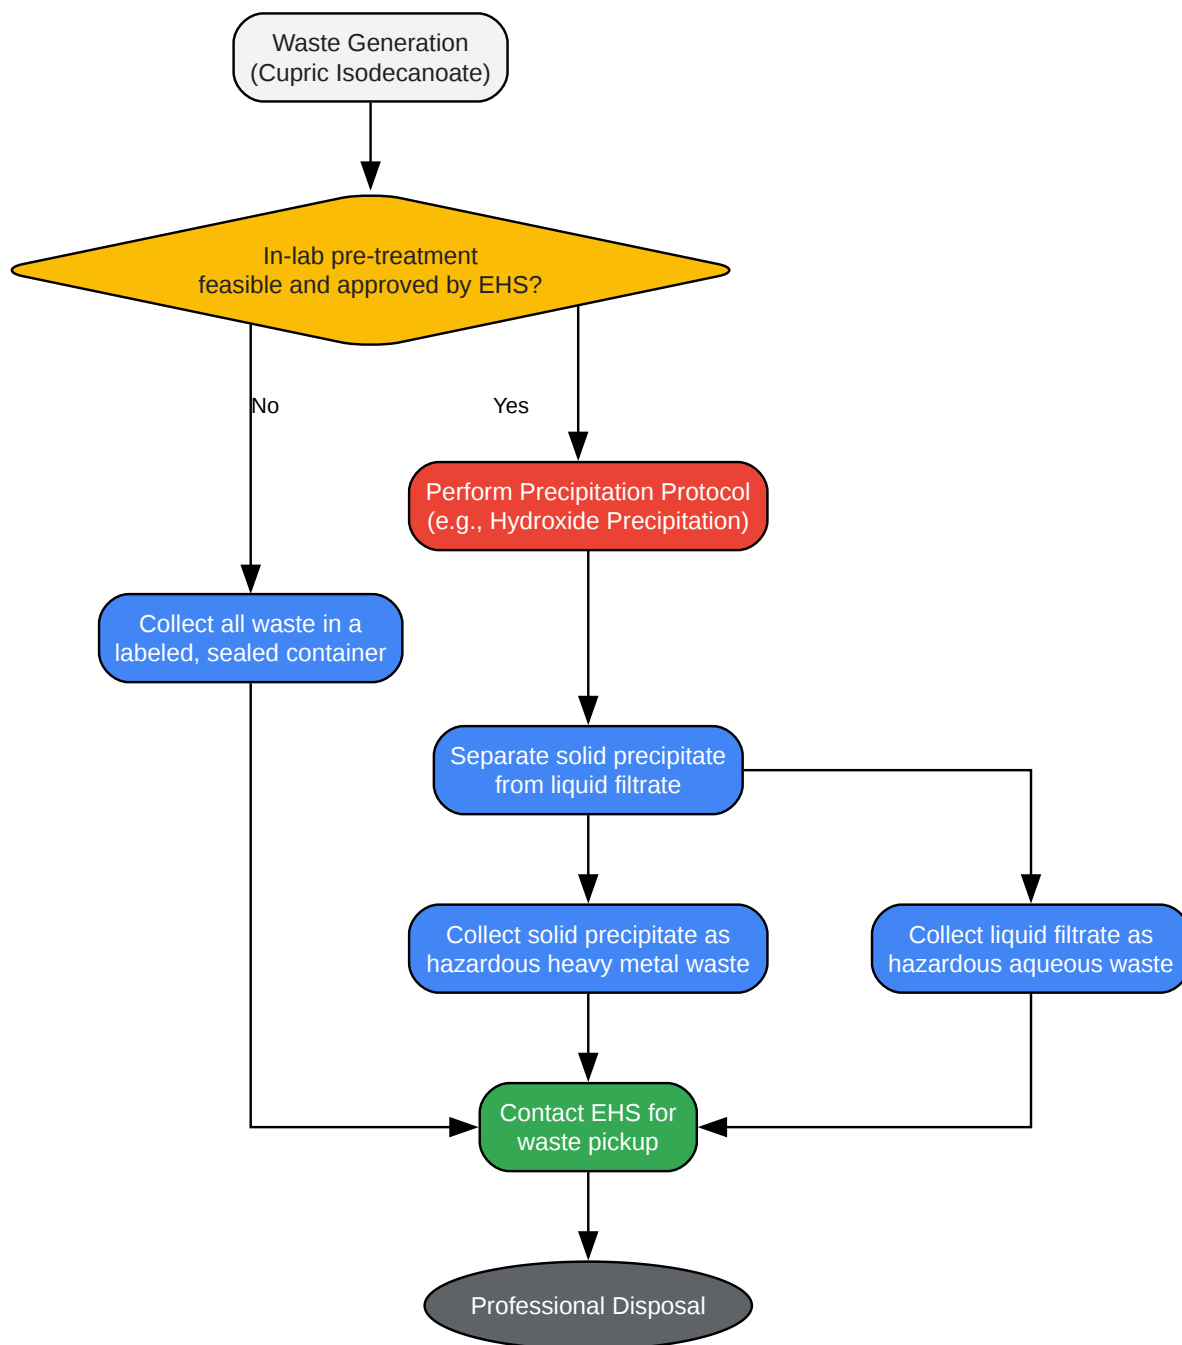 Waste Generation
(Cupric Isodecanoate)
In-lab pre-treatment
feasible and approved by EHS?
No
Yes
Perform Precipitation Protocol
(e.g., Hydroxide Precipitation)
Collect all waste in a
labeled, sealed container
Separate solid precipitate
from liquid filtrate
Collect solid precipitate as
hazardous heavy metal waste
Collect liquid filtrate as
hazardous aqueous waste
Contact EHS for
waste pickup
Professional Disposal